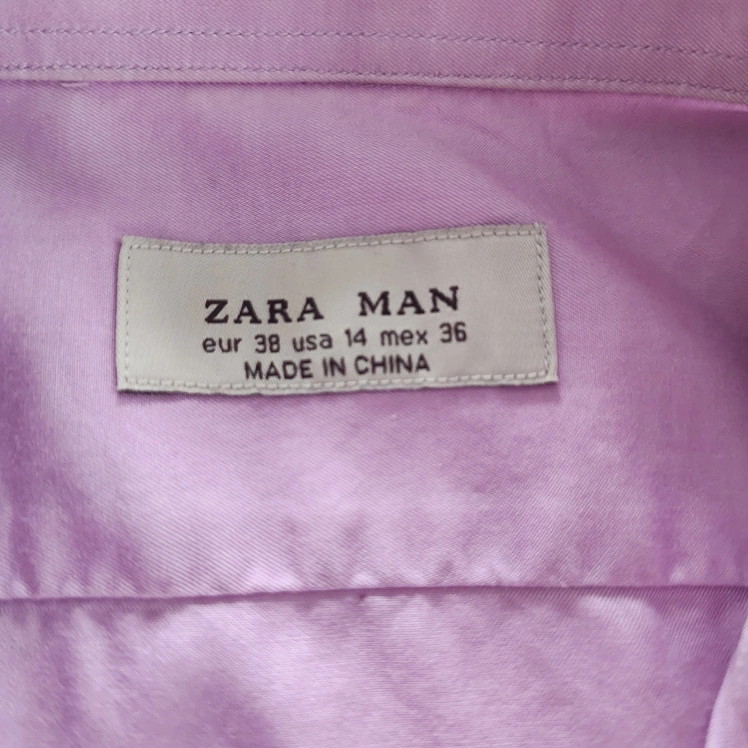 ZARA MAN
eur 38 usa 14 mex 36
MADE IN CHINA